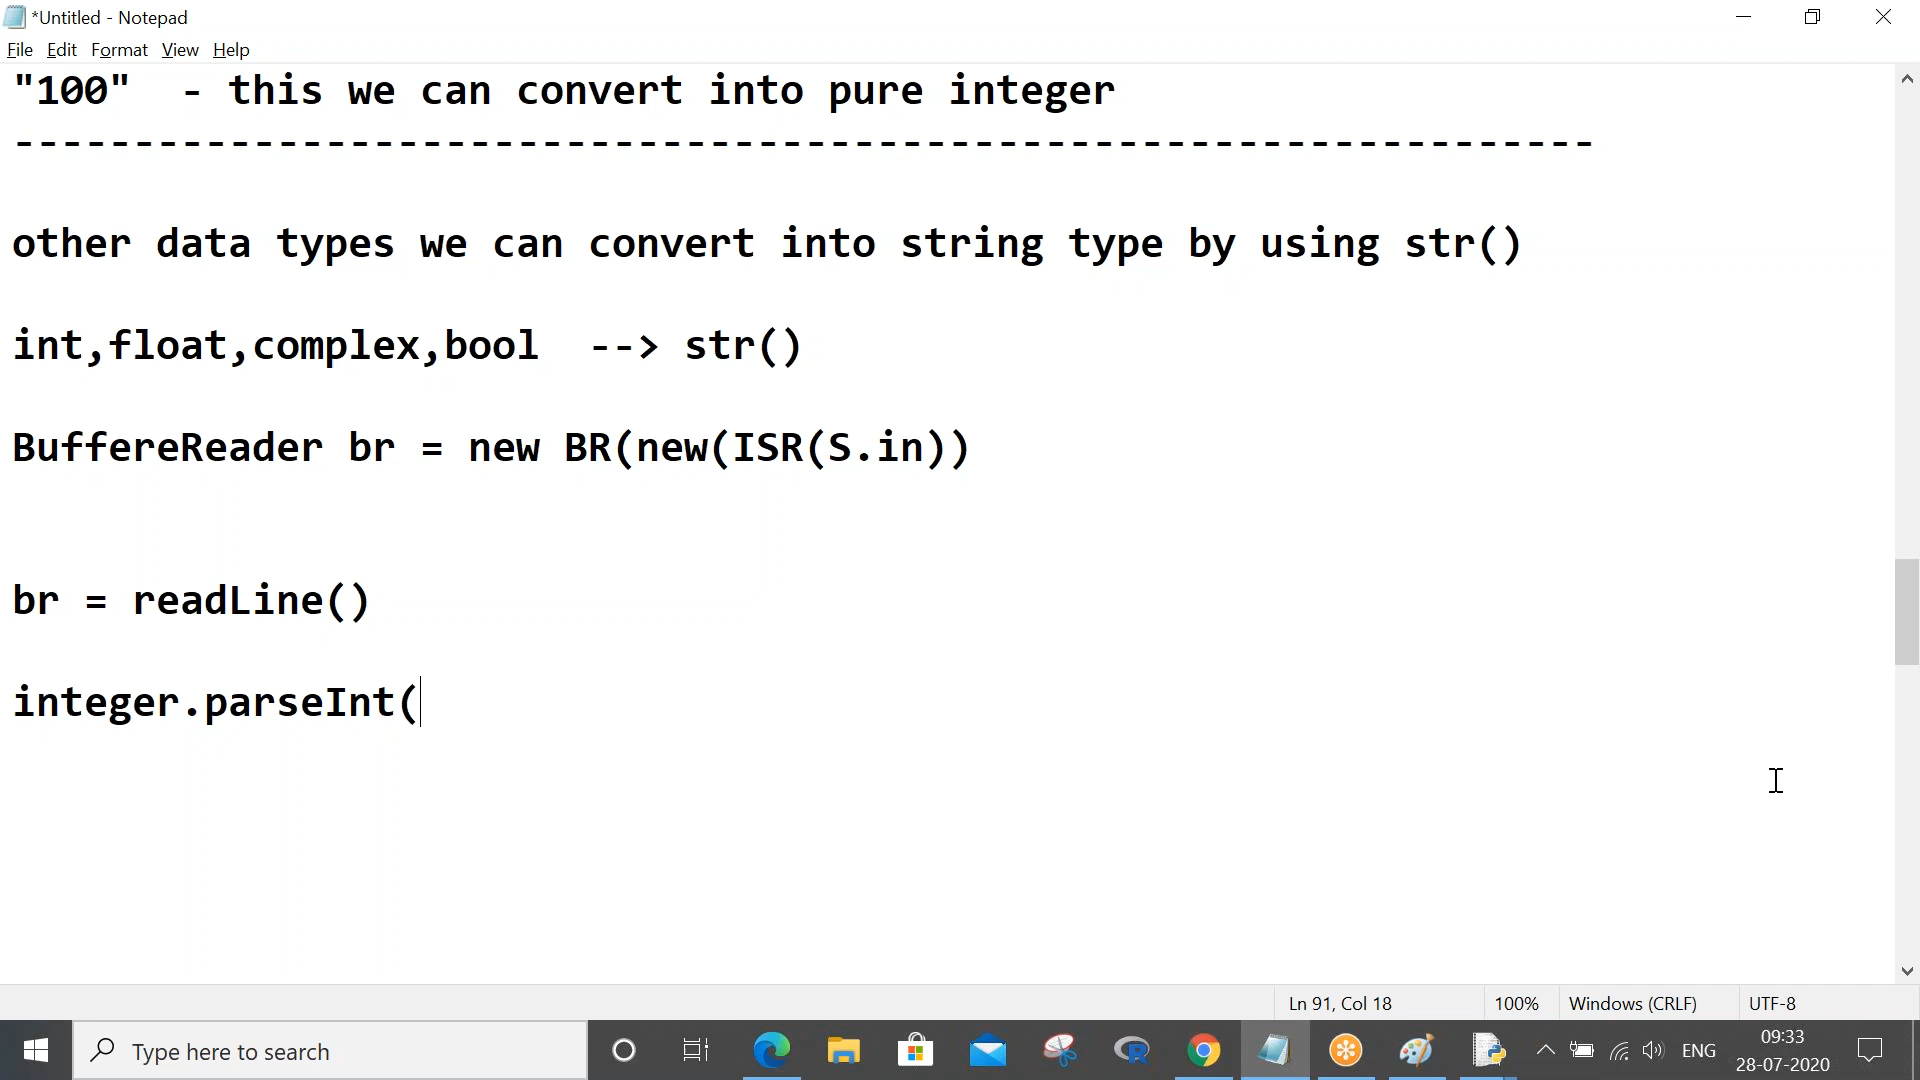 *Untitled - Notepad
File Edit Format View Help
"100"  - this we can convert into pure integer
------------------------------------------------------------------
other data types we can convert into string type by using str()
int,float,complex,bool  --> str()
BuffereReader br = new BR(new(ISR(S.in))
br = readLine()
integer.parseInt(
Ln 91, Col 18
100%
Windows (CRLF)
UTF-8
Type here to search
R
ENG
09:33
28-07-2020